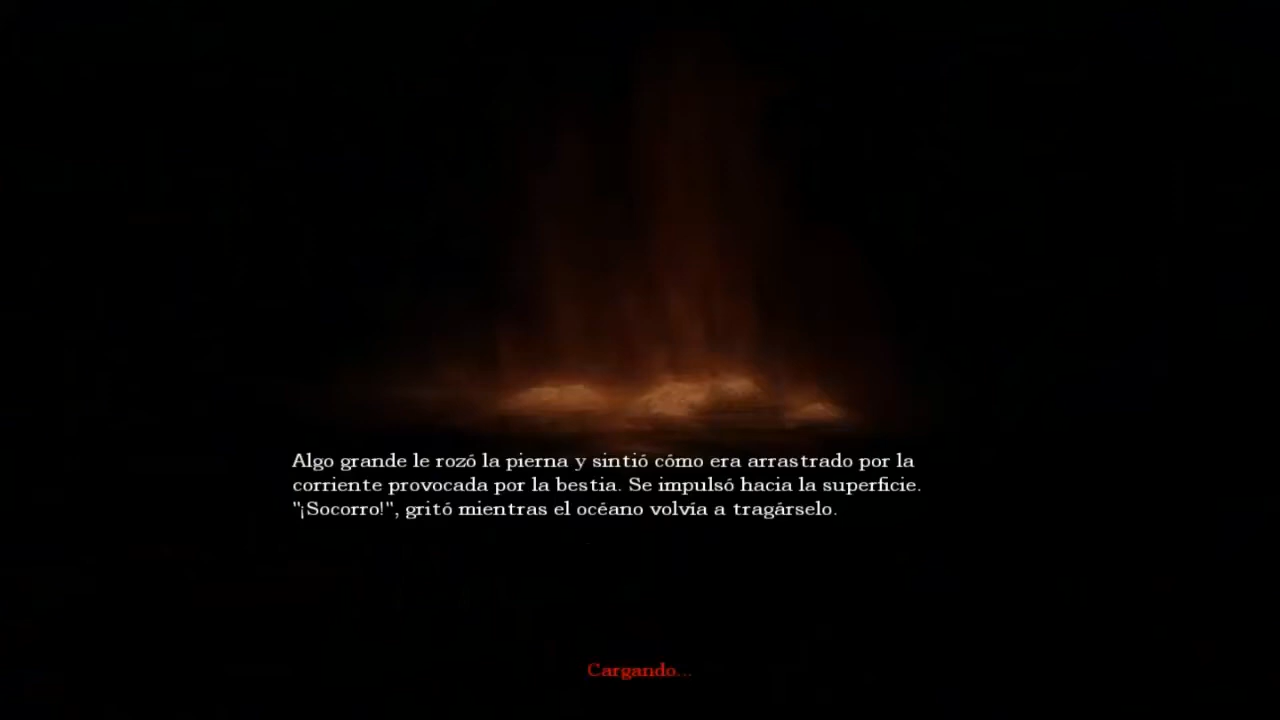 Algo grande le rozó la pierna y sintió cómo era arrastrado por la
corriente provocada por la bestia. Se impulsó hacia la superficie.
"¡Socorro!", gritó mientras el océano volvía a tragárselo.
Cargando...